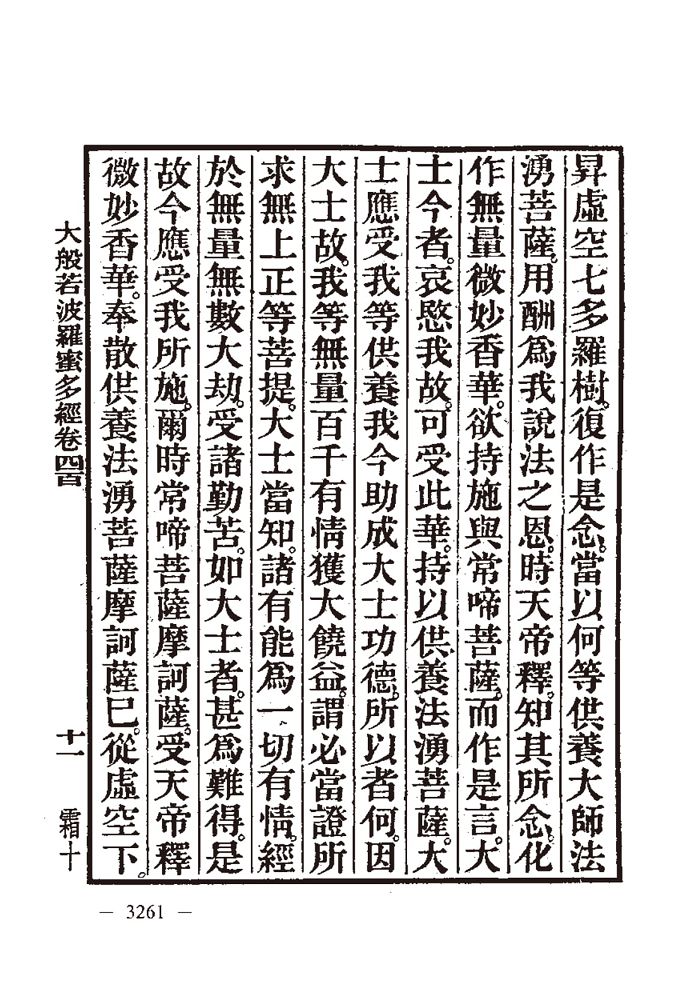 昇虛空七多羅樹。復作是念。當以何等供養大師法
湧菩薩。用酬爲我說法之恩。時天帝釋。知其所念。化
作無量微妙香華。欲持施與常啼菩薩。而作是言。大
士今者。哀愍我故。可受此華。持以供養法湧菩薩。大
士應受我等供養。我今助成大士功德。所以者何。因
大士故。我等無量百千有情獲大饒益。謂必當證所
求無上正等菩提。大士當知。諸有能爲一切有情。經
於無量無數大劫。受諸勤苦。如大士者。甚爲難得。是
故今應受我所施。爾時常啼菩薩摩訶薩。受天帝釋
微妙香華。奉散供養法湧菩薩摩訶薩已。從虛空下。
大般若波羅蜜多經卷四百
十一
霜十
— 3261 —